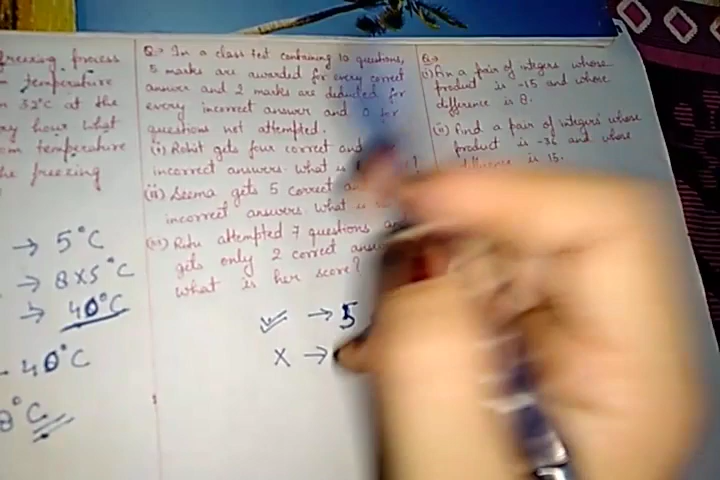 freezing process
temperature
32°C at the
ry hour what
om temperature
he freezing
→ 5°C
→ 8×5°C
→ 40°C
- 40°C
8°C
Q→ In a class test containing 10 questions,
5 marks are awarded for every correct
answer and 2 marks are deducted for
every incorrect answer and 0 for
questions not attempted.
(i) Rohit gets four correct and
incorrect answers. What is
(ii) Seema gets 5 correct
incorrect answers. What is
(iii) Ritu attempted 7 questions
gets only 2 correct
what is her score?
✓ → 5
X →
Q→
(i) Fin a pair of integers whose
product is -15 and whose
difference is 8.
(ii) Find a pair of integers whose
product is -36 and whose
difference is 15.